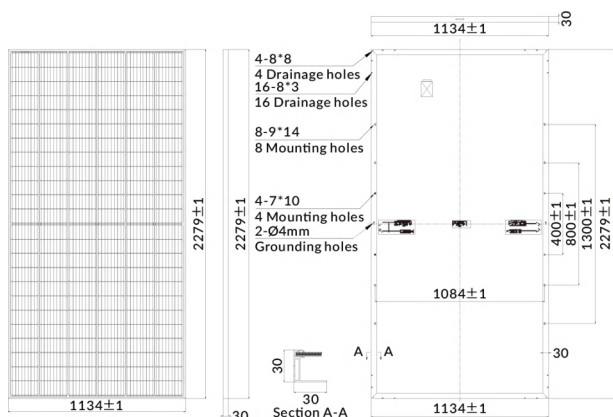 1134±1
30
4-8*8
4 Drainage holes
16-8*3
16 Drainage holes
8-9*14
8 Mounting holes
4-7*10
4 Mounting holes
2-Ø4mm
Grounding holes
2279±1
2279±1
400±1
800±1
1300±1
2279±1
1084±1
A
A
30
30
30
Section A-A
1134±1
30
1134±1